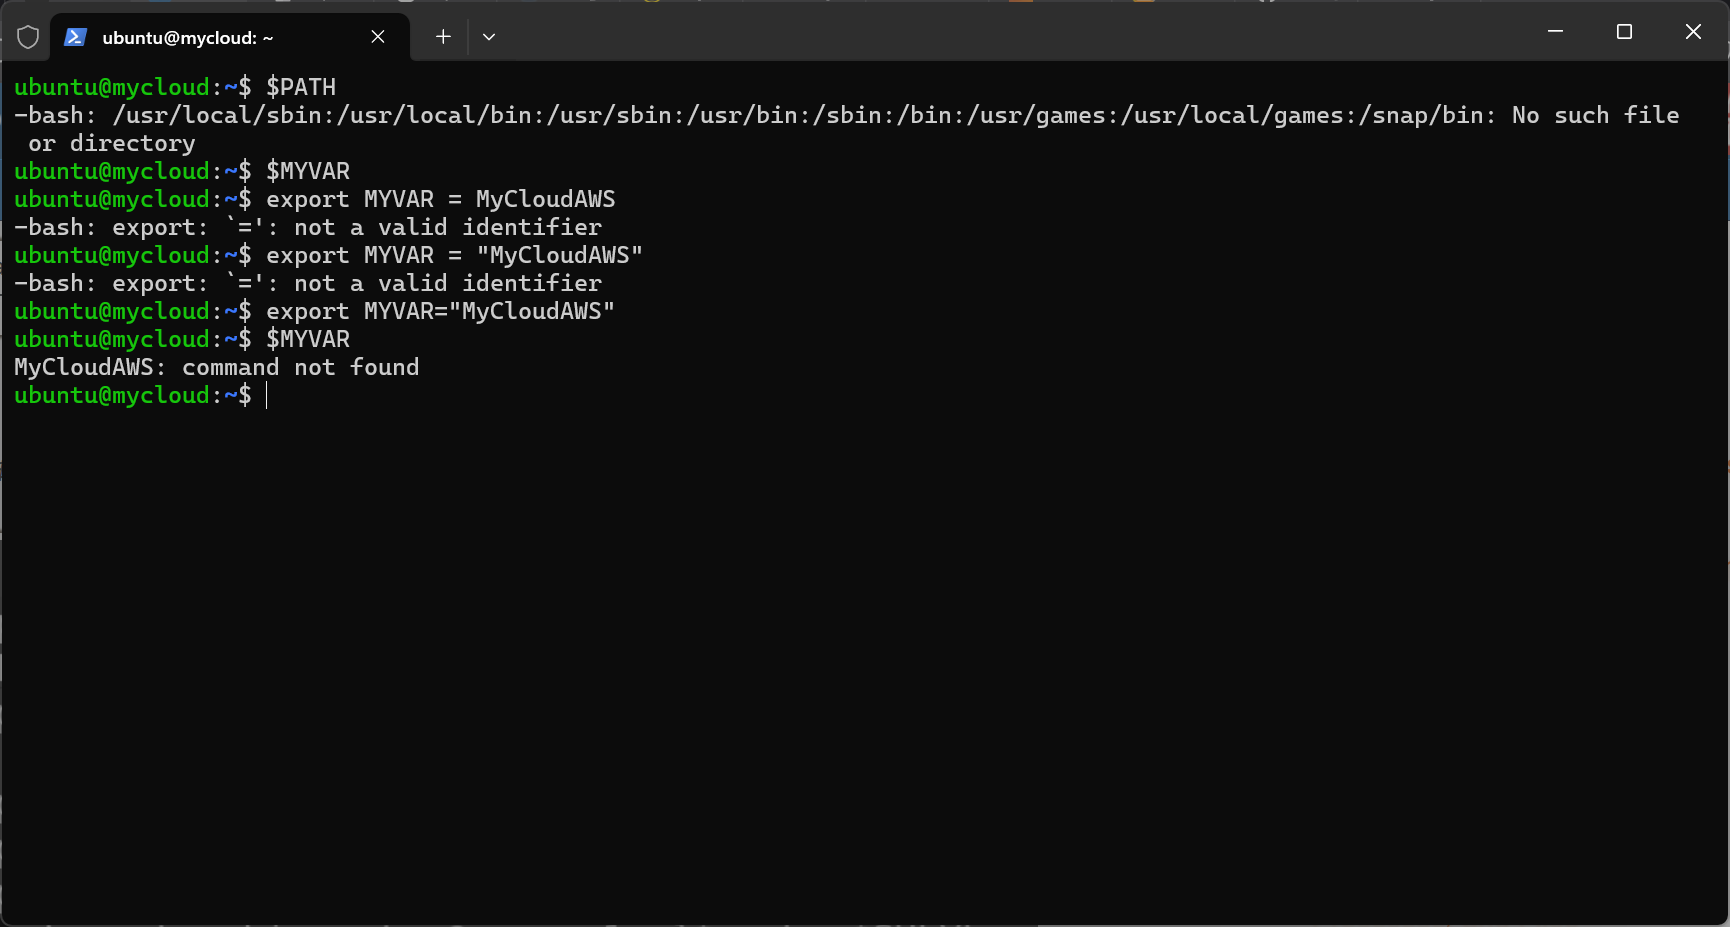 ubuntu@mycloud: ~
ubuntu@mycloud:~$ $PATH
-bash: /usr/local/sbin:/usr/local/bin:/usr/sbin:/usr/bin:/sbin:/bin:/usr/games:/usr/local/games:/snap/bin: No such file
 or directory
ubuntu@mycloud:~$ $MYVAR
ubuntu@mycloud:~$ export MYVAR = MyCloudAWS
-bash: export: `=': not a valid identifier
ubuntu@mycloud:~$ export MYVAR = "MyCloudAWS"
-bash: export: `=': not a valid identifier
ubuntu@mycloud:~$ export MYVAR="MyCloudAWS"
ubuntu@mycloud:~$ $MYVAR
MyCloudAWS: command not found
ubuntu@mycloud:~$